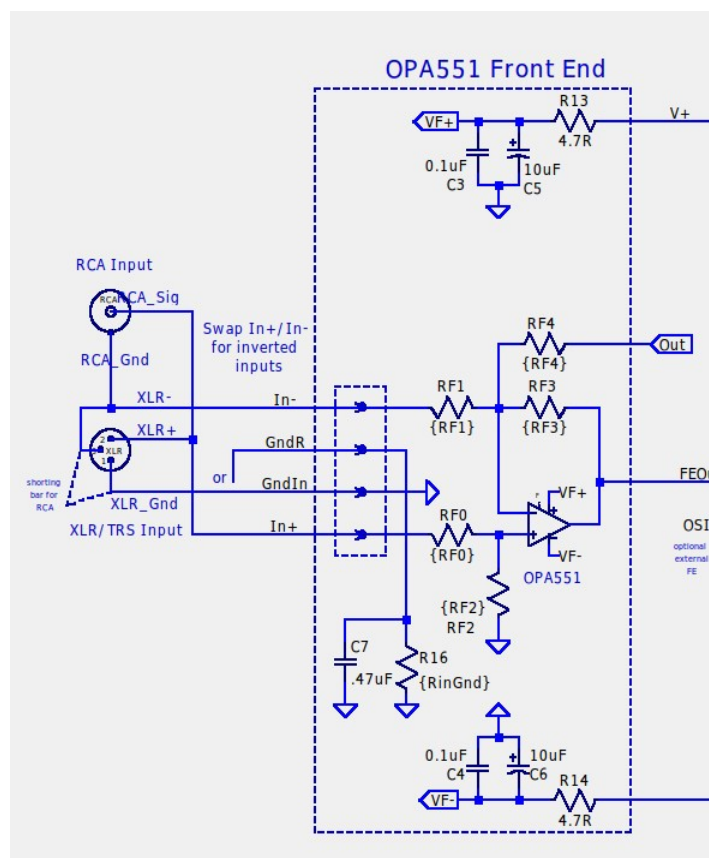 OPA551 Front End
R13
VF+
V+
4.7R
0.1uF
10uF
C3
C5
RCA Input
RCA
RCA_Sig
Swap In+/In-
for inverted
inputs
RF4
{RF4}
Out
RCA_Gnd
RF1
RF3
XLR-
In-
{RF1}
{RF3}
XLR+
2
3
XLR
1
GndR
or
shorting
bar for
RCA
XLR_Gnd
GndIn
VF+
FEO
XLR/TRS Input
In+
RF0
{RF0}
VF-
OPA551
OSI
optional
external
FE
{RF2}
RF2
C7
.47uF
R16
{RinGnd}
0.1uF
10uF
C4
C6
R14
VF-
4.7R